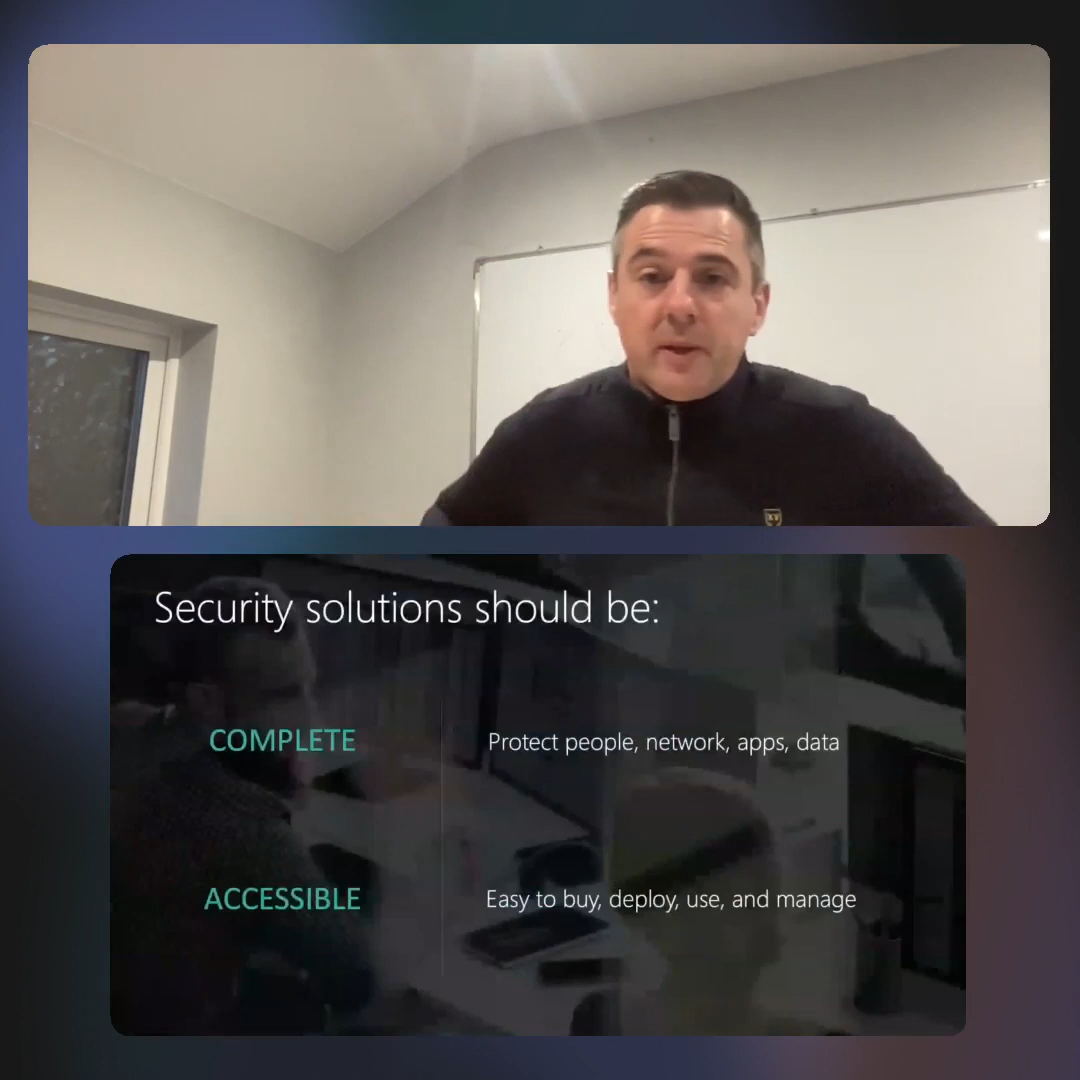 Security solutions should be:
COMPLETE
Protect people, network, apps, data
ACCESSIBLE
Easy to buy, deploy, use, and manage